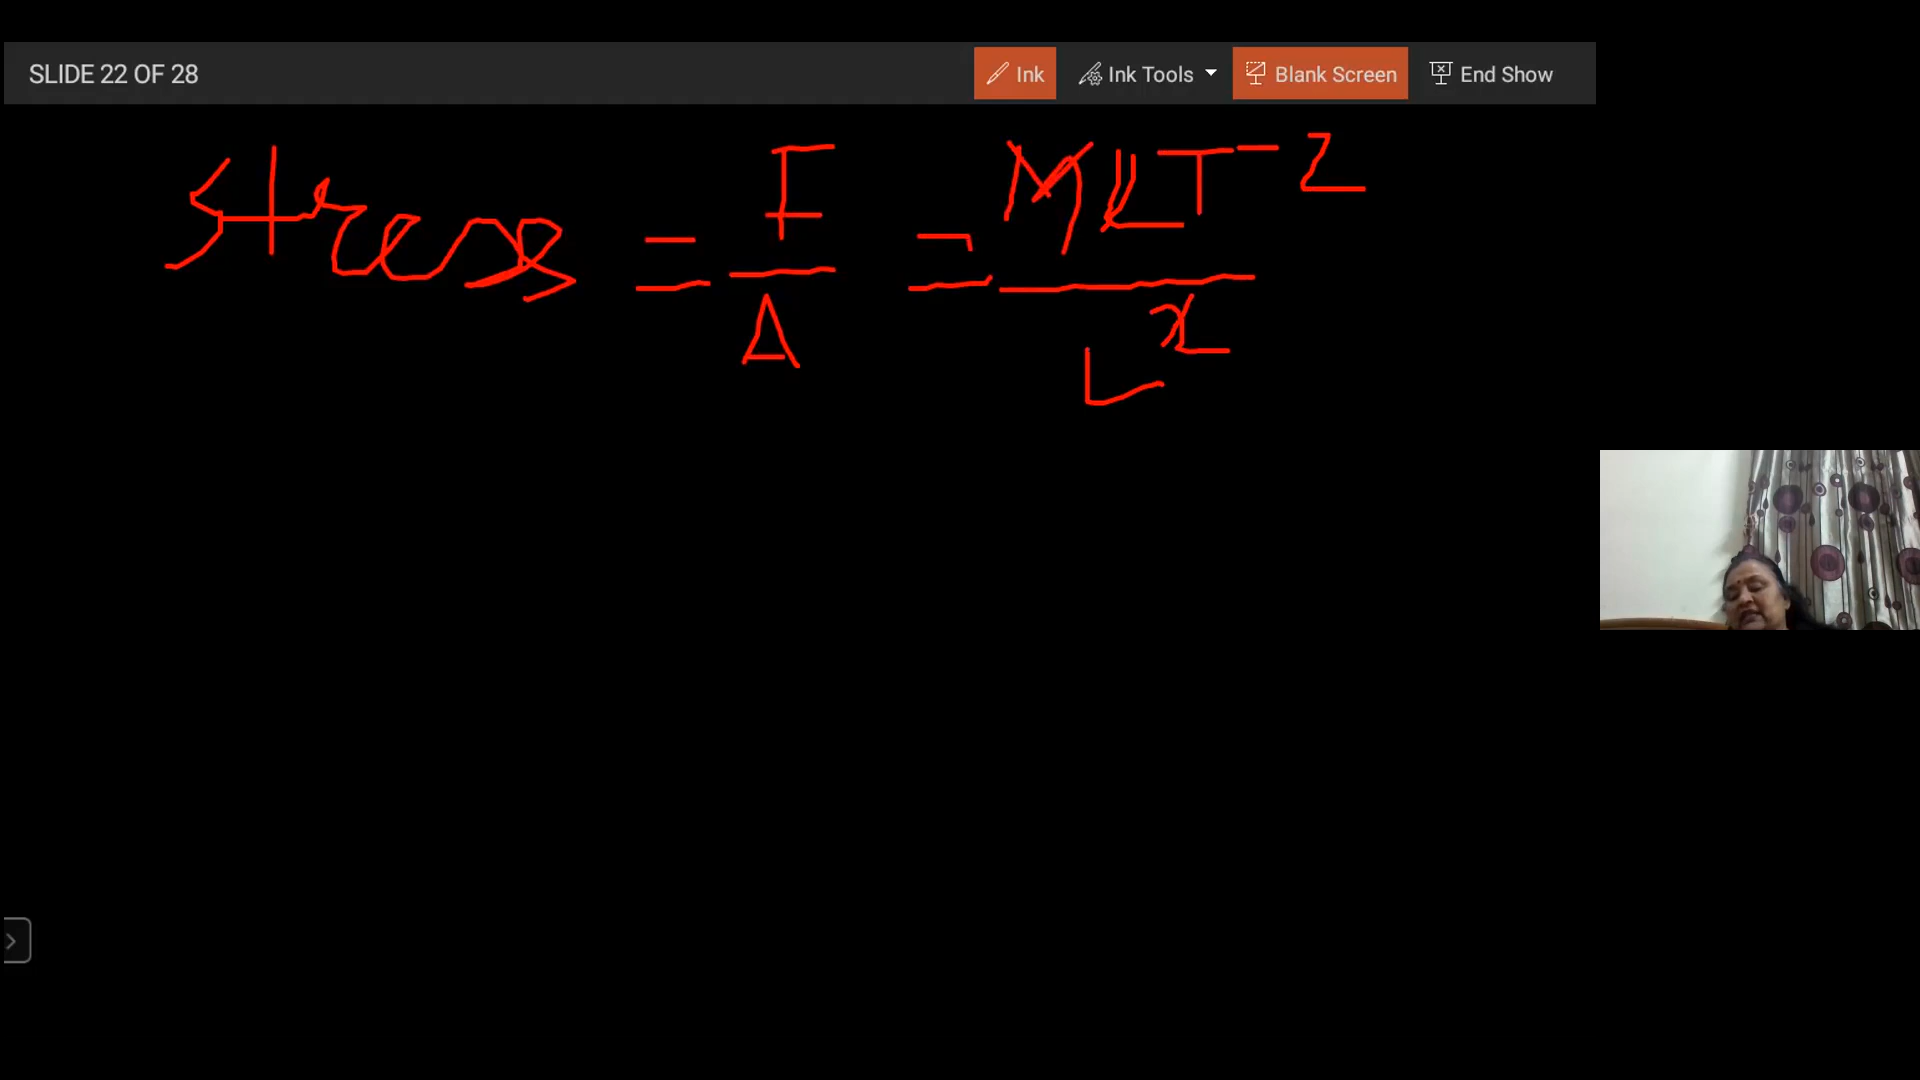 SLIDE 22 OF 28 Ink Ink Tools Blank Screen End Show
Stress = F/A = MLT⁻²/L²